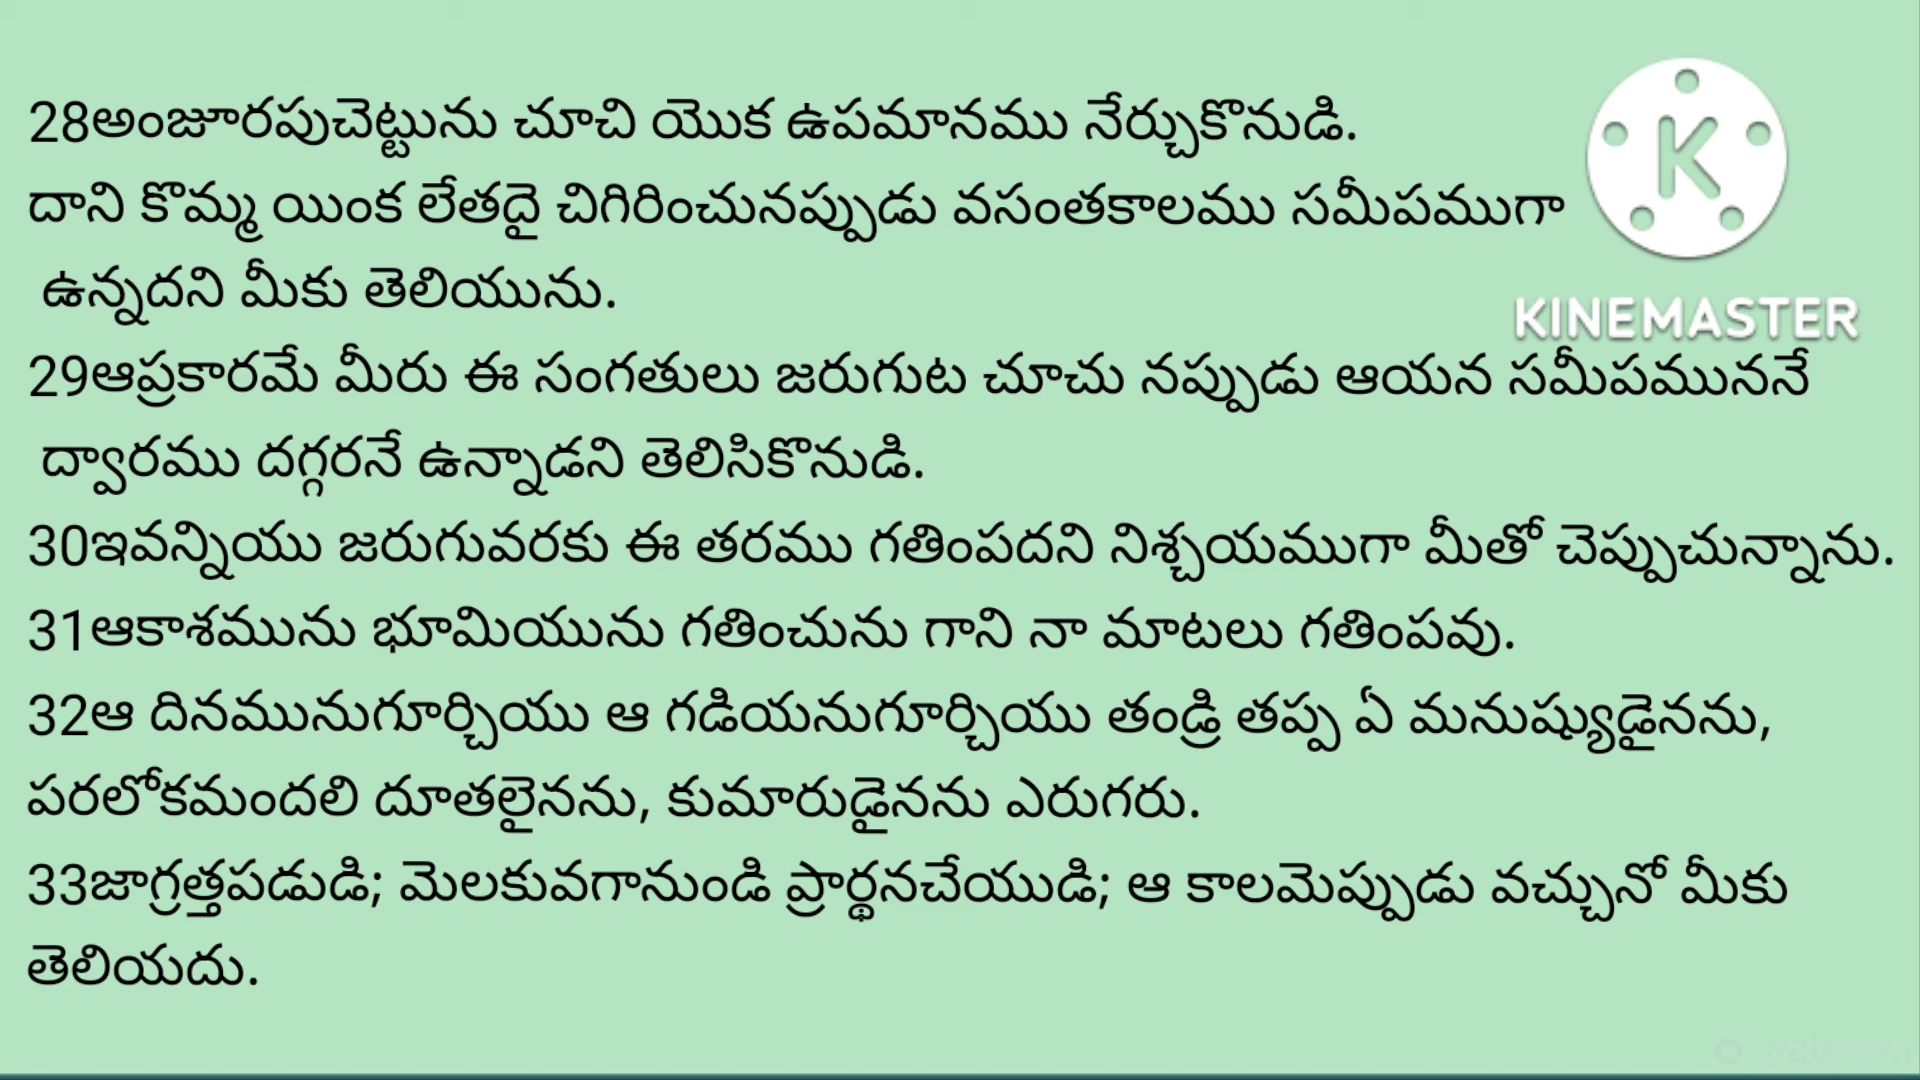 28అంజూరపుచెట్టును చూచి యొక ఉపమానము నేర్చుకొనుడి.
దాని కొమ్మ యింక లేతదై చిగిరించునప్పుడు వసంతకాలము సమీపముగా
ఉన్నదని మీకు తెలియును.
KINEMASTER
29ఆప్రకారమే మీరు ఈ సంగతులు జరుగుట చూచు నప్పుడు ఆయన సమీపముననే
ద్వారము దగ్గరనే ఉన్నాడని తెలిసికొనుడి.
30ఇవన్నియు జరుగువరకు ఈ తరము గతింపదని నిశ్చయముగా మీతో చెప్పుచున్నాను.
31ఆకాశమును భూమియును గతించును గాని నా మాటలు గతింపవు.
32ఆ దినమునుగూర్చియు ఆ గడియనుగూర్చియు తండ్రి తప్ప ఏ మనుష్యుడైనను,
పరలోకమందలి దూతలైనను, కుమారుడైనను ఎరుగరు.
33జాగ్రత్తపడుడి; మెలకువగానుండి ప్రార్థనచేయుడి; ఆ కాలమెప్పుడు వచ్చునో మీకు
తెలియదు.